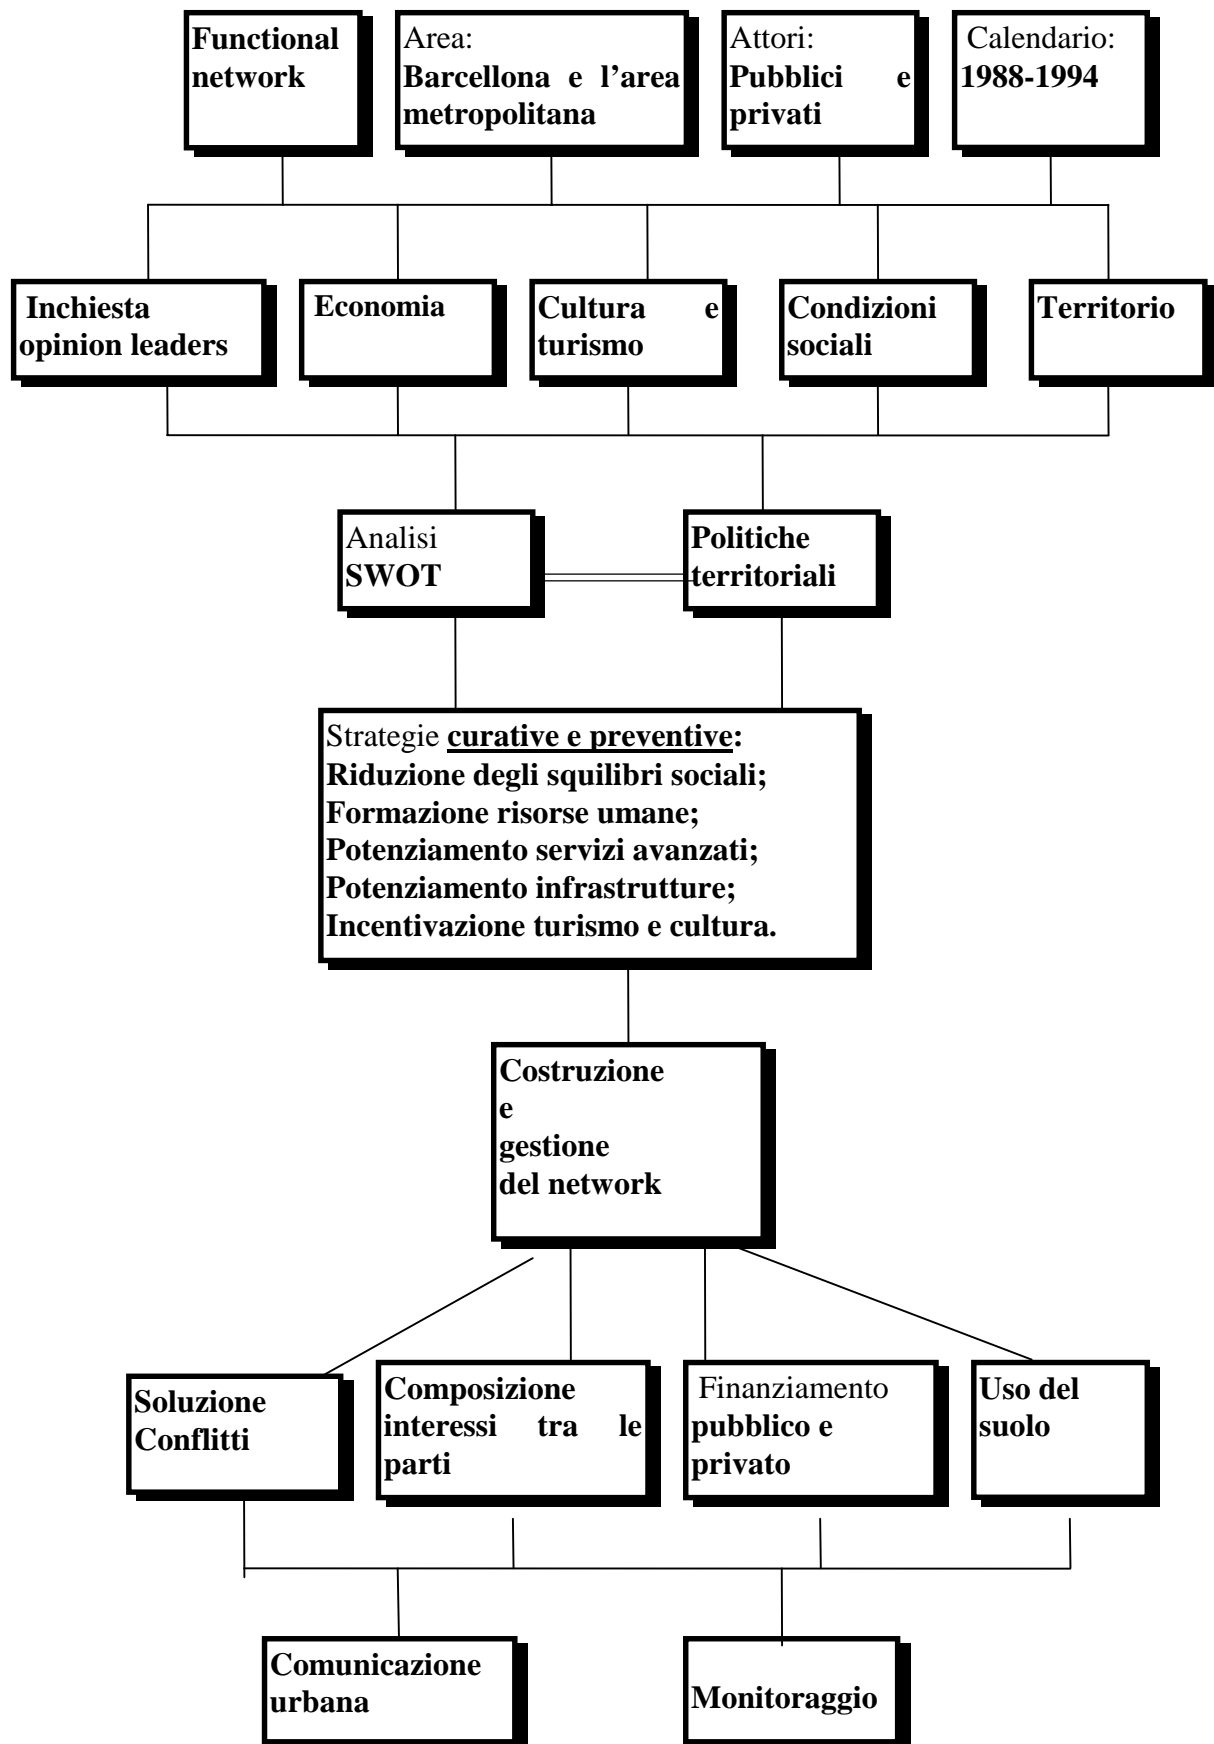 Functional
network
Area:
Barcellona e l'area
metropolitana
Attori:
Pubblici e
privati
Calendario:
1988-1994
Inchiesta
opinion leaders
Economia
Cultura e
turismo
Condizioni
sociali
Territorio
Analisi
SWOT
Politiche
territoriali
Strategie curative e preventive:
Riduzione degli squilibri sociali;
Formazione risorse umane;
Potenziamento servizi avanzati;
Potenziamento infrastrutture;
Incentivazione turismo e cultura.
Costruzione
e
gestione
del network
Soluzione
Conflitti
Composizione
interessi tra le
parti
Finanziamento
pubblico e
privato
Uso del
suolo
Comunicazione
urbana
Monitoraggio